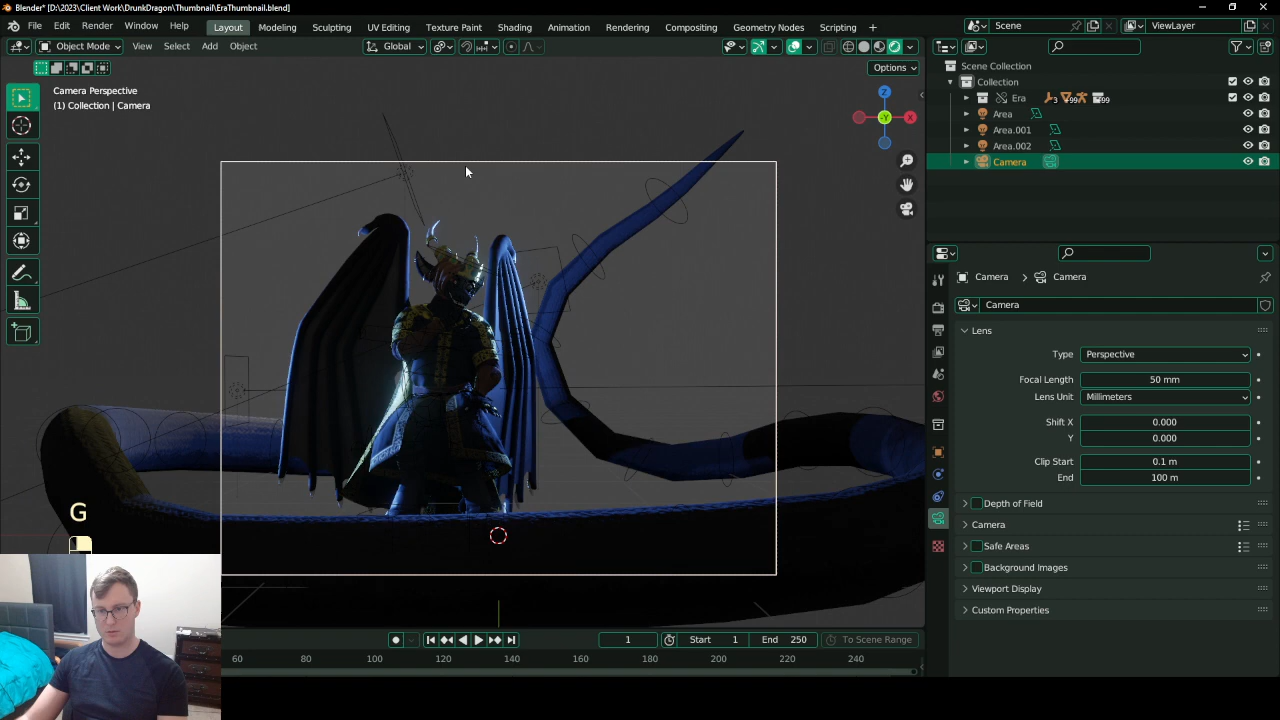 Blender* [D:\2023\Client Work\DrunkDragon\Thumbnail\EraThumbnail.blend]
File Edit Render Window Help Layout Modeling Sculpting UV Editing Texture Paint Shading Animation Rendering Compositing Geometry Nodes Scripting Scene ViewLayer
Object Mode View Select Add Object Global
Options
Camera Perspective
(1) Collection | Camera
Z
X
-Y
Scene Collection
Collection
Era 3 +99 99
Area
Area.001
Area.002
Camera
Camera > Camera
Camera
Lens
Type Perspective
Focal Length 50 mm
Lens Unit Millimeters
Shift X 0.000
Y 0.000
Clip Start 0.1 m
End 100 m
Depth of Field
Camera
Safe Areas
Background Images
Viewport Display
Custom Properties
G
1 Start 1 End 250 To Scene Range
60 80 100 120 140 160 180 200 220 240